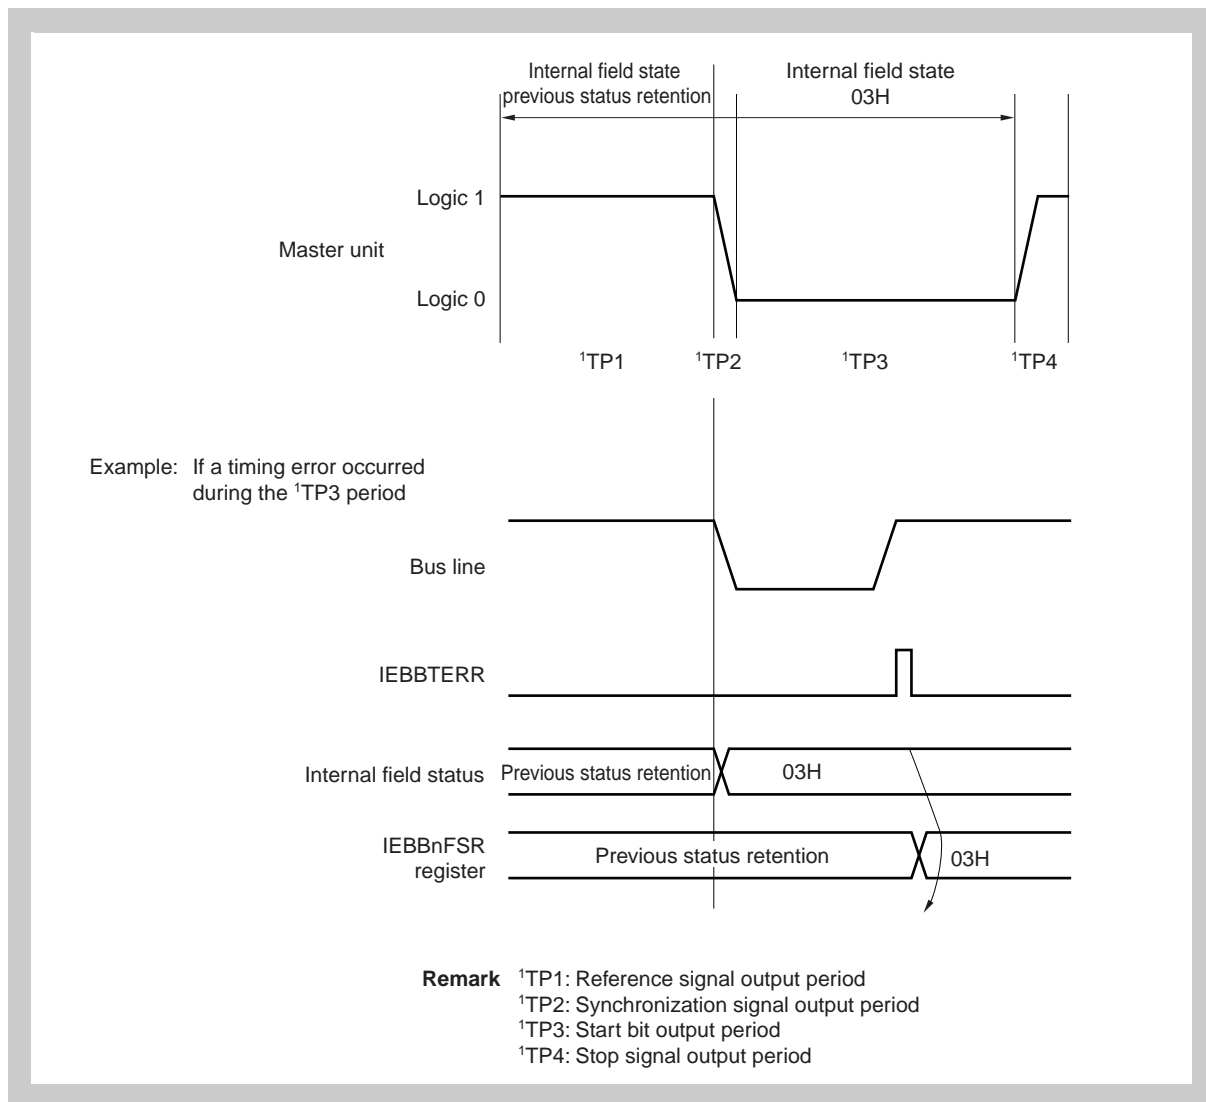 Internal field state
previous status retention
Internal field state
03H
Logic 1
Master unit
Logic 0
¹TP1
¹TP2
¹TP3
¹TP4
Example: If a timing error occurred
during the ¹TP3 period
Bus line
IEBBTERR
Internal field status
Previous status retention
03H
IEBBnFSR
register
Previous status retention
03H
Remark ¹TP1: Reference signal output period
¹TP2: Synchronization signal output period
¹TP3: Start bit output period
¹TP4: Stop signal output period